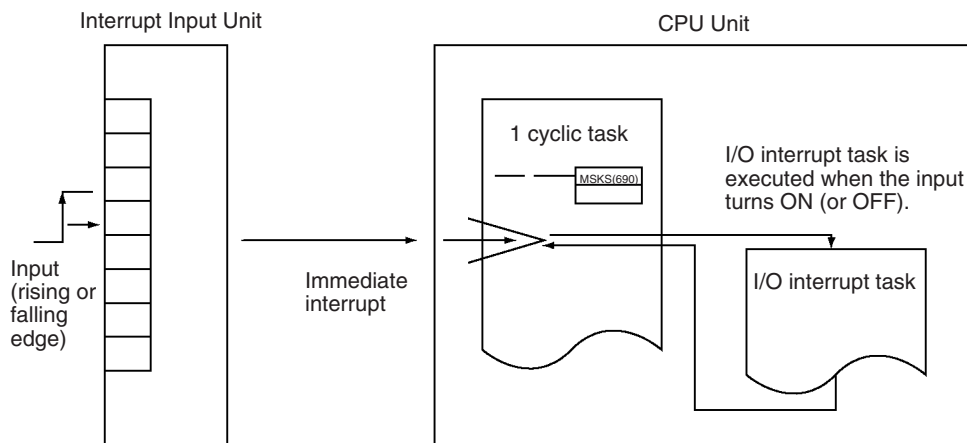 Interrupt Input Unit
CPU Unit
1 cyclic task
MSKS(690)
I/O interrupt task is
executed when the input
turns ON (or OFF).
Input
(rising or
falling
edge)
Immediate
interrupt
I/O interrupt task